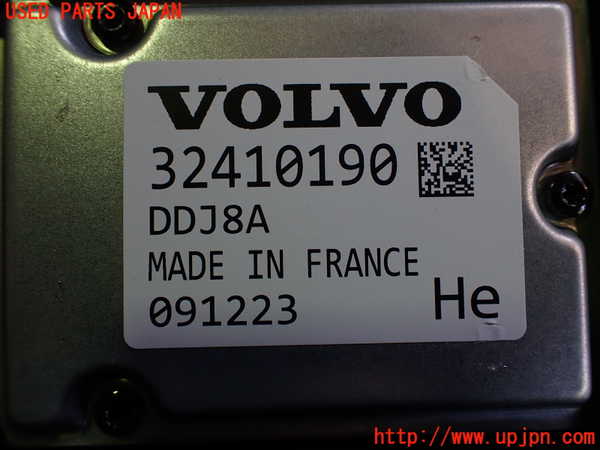 USED PARTS JAPAN
VOLVO
32410190
DDJ8A
MADE IN FRANCE
091223
He
http://www.upjpn.com/